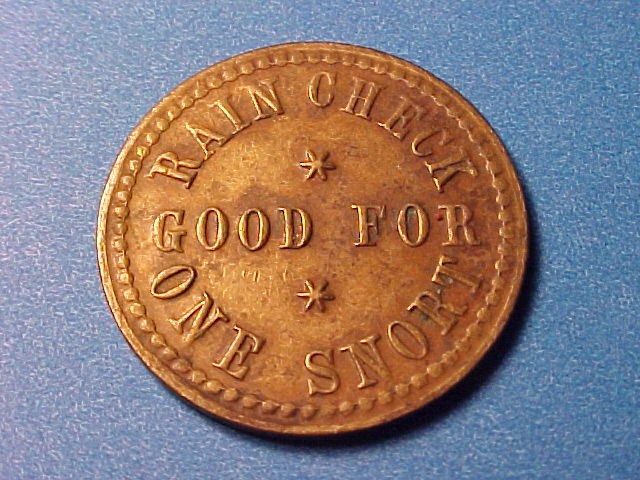 RAIN CHECK
GOOD FOR
ONE SNORT